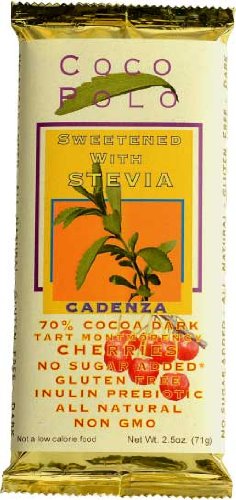 COCO
POLO
SWEETENED
WITH
STEVIA
CADENZA
70% COCOA DARK
TART MONTMORENCY
CHERRIES
NO SUGAR ADDED*
GLUTEN FREE
INULIN PREBIOTIC
ALL NATURAL
NON GMO
Not a low calorie food
Net Wt. 2.5oz. (71g)